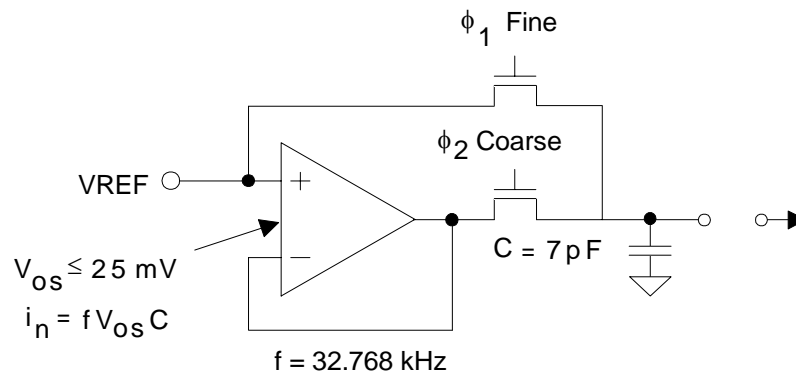 ϕ1 Fine
ϕ2 Coarse
VREF
+
−
C = 7 pF
Vos ≤ 25 mV
in = f Vos C
f = 32.768 kHz